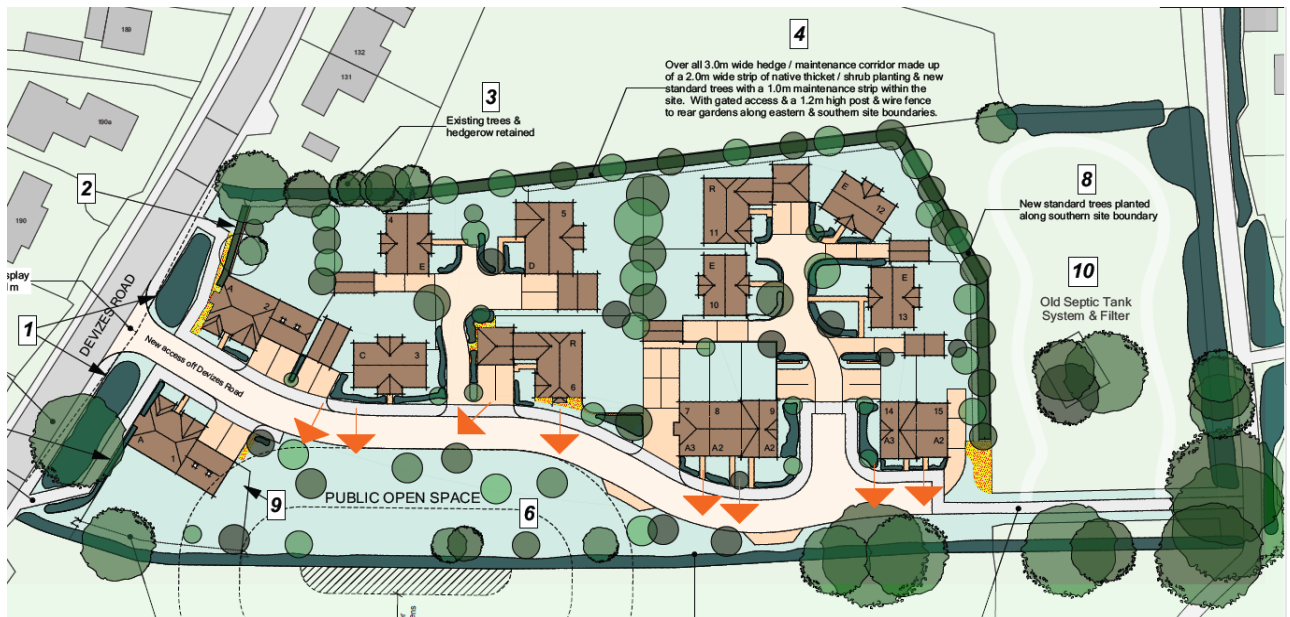 189
190a
190
132
131
4
Over all 3.0m wide hedge / maintenance corridor made up
of a 2.0m wide strip of native thicket / shrub planting & new
standard trees with a 1.0m maintenance strip within the
site. With gated access & a 1.2m high post & wire fence
to rear gardens along eastern & southern site boundaries.
3
Existing trees &
hedgerow retained
2
8
New standard trees planted
along southern site boundary
10
Old Septic Tank
System & Filter
1
DEVIZES ROAD
New access off Devizes Road
4
E
5
D
R
11
E
12
E
10
E
13
A
2
C
3
R
6
7
8
9
A3
A2
A2
14
15
A3
A2
A
1
9
PUBLIC OPEN SPACE
6